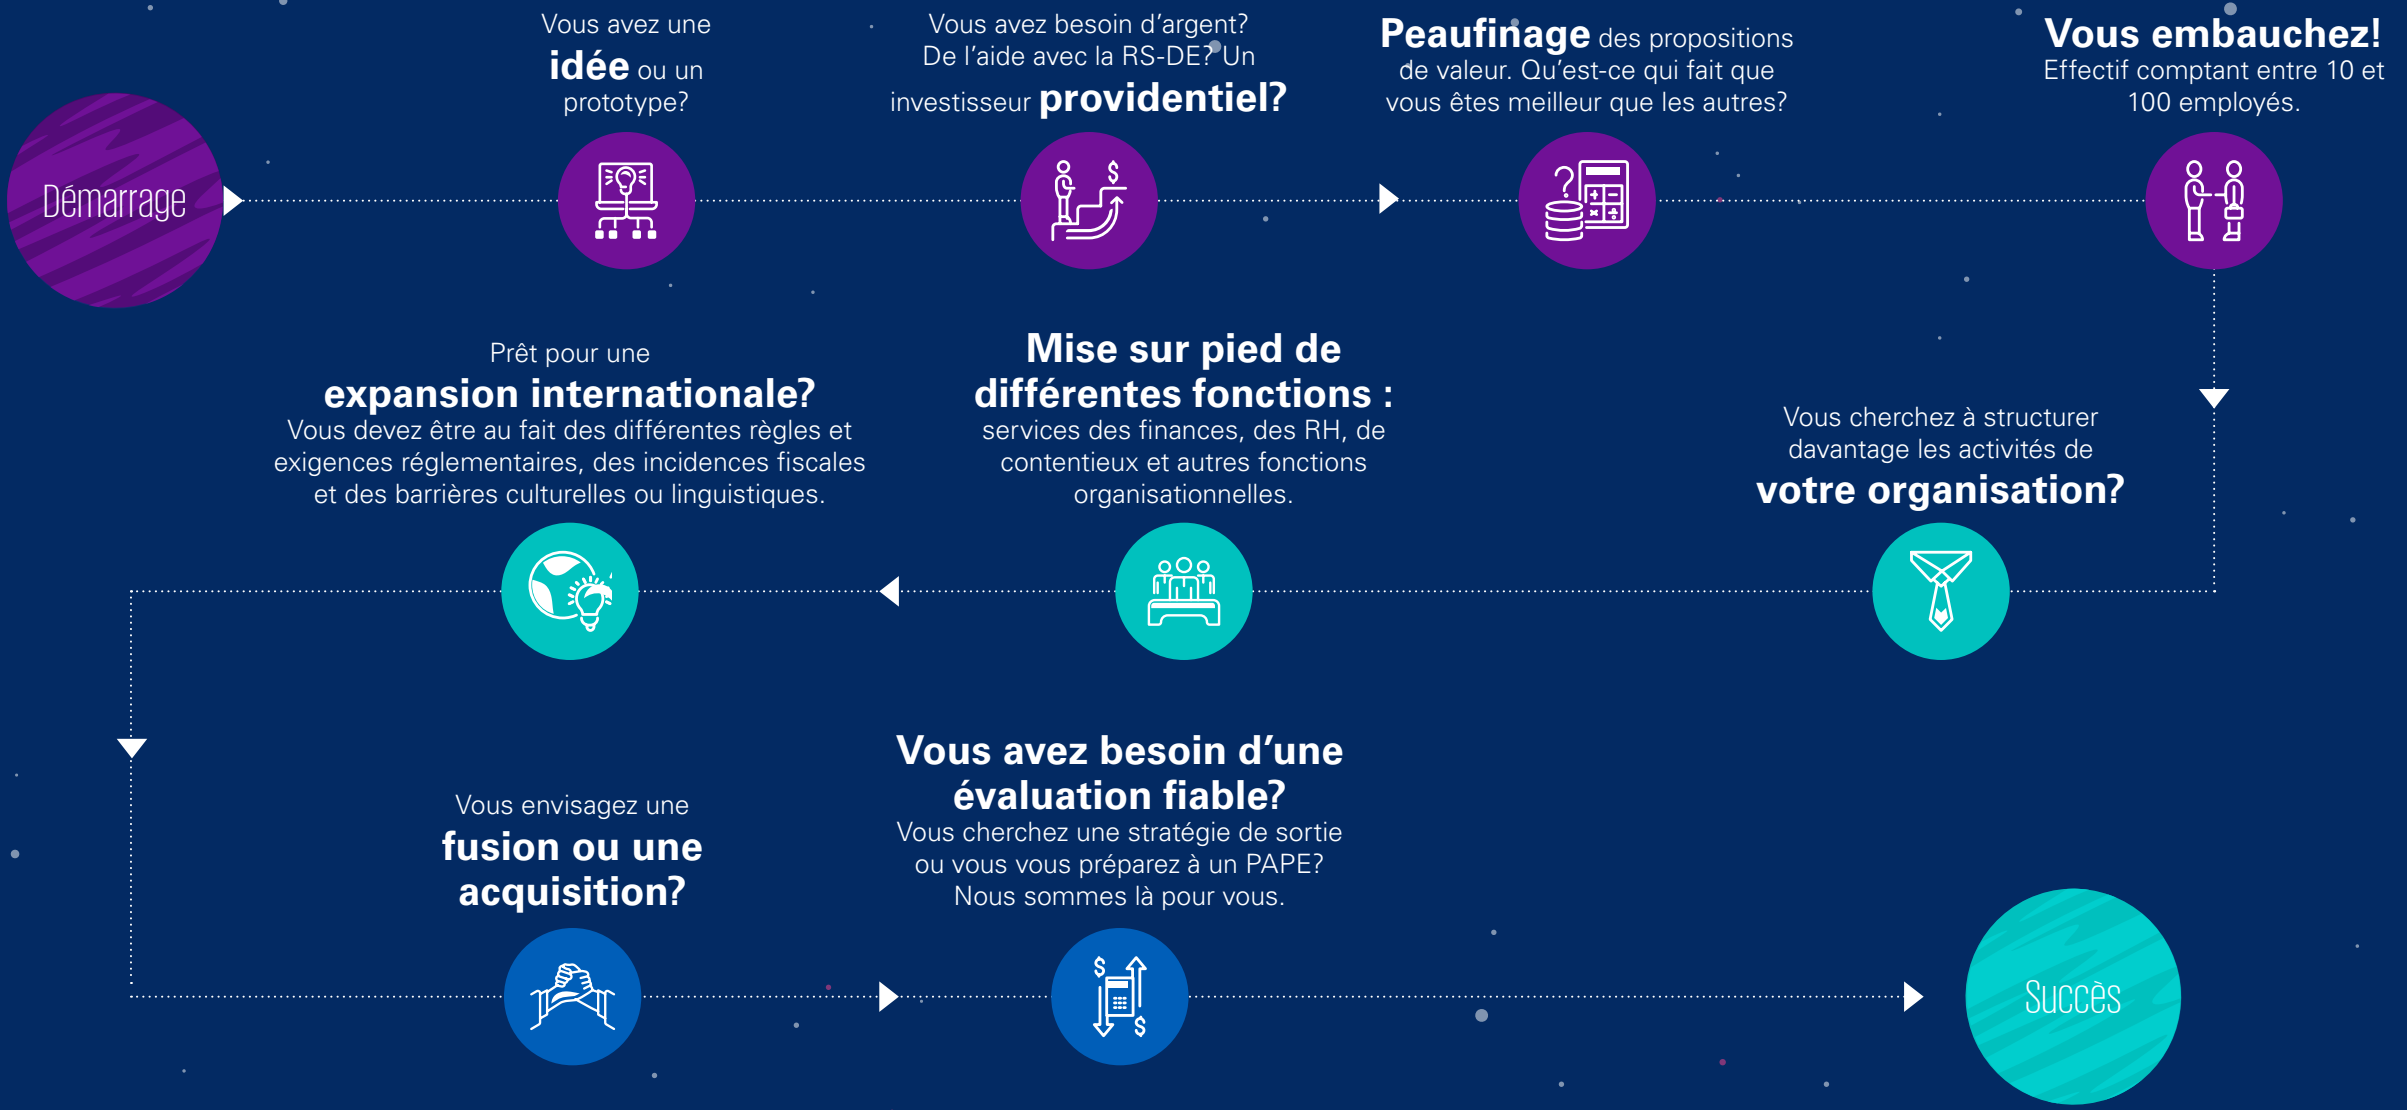 Démarrage
Vous avez une
idée ou un
prototype?
Vous avez besoin d'argent?
De l'aide avec la RS-DE? Un
investisseur providentiel?
Peaufinage des propositions
de valeur. Qu'est-ce qui fait que
vous êtes meilleur que les autres?
Vous embauchez!
Effectif comptant entre 10 et
100 employés.
Vous cherchez à structurer
davantage les activités de
votre organisation?
Mise sur pied de
différentes fonctions :
services des finances, des RH, de
contentieux et autres fonctions
organisationnelles.
Prêt pour une
expansion internationale?
Vous devez être au fait des différentes règles et
exigences réglementaires, des incidences fiscales
et des barrières culturelles ou linguistiques.
Vous envisagez une
fusion ou une
acquisition?
Vous avez besoin d'une
évaluation fiable?
Vous cherchez une stratégie de sortie
ou vous vous préparez à un PAPE?
Nous sommes là pour vous.
Succès